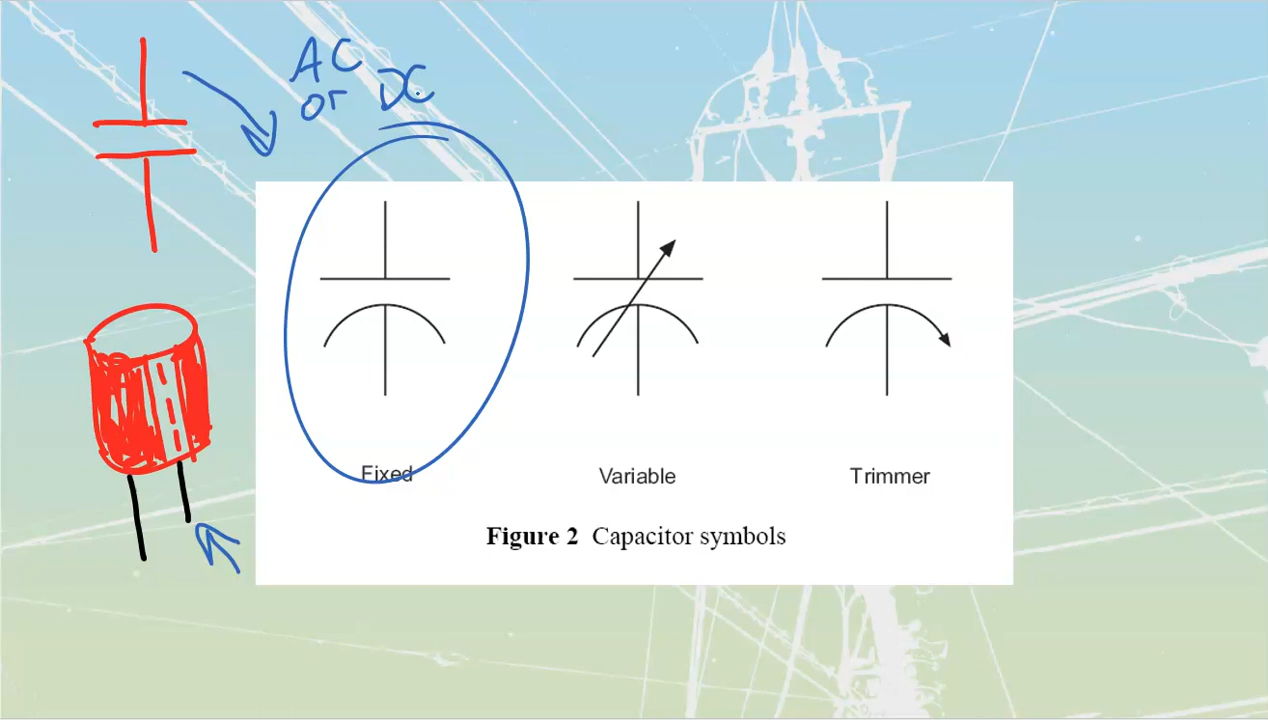 AC
or DC
Fixed
Variable
Trimmer
Figure 2 Capacitor symbols